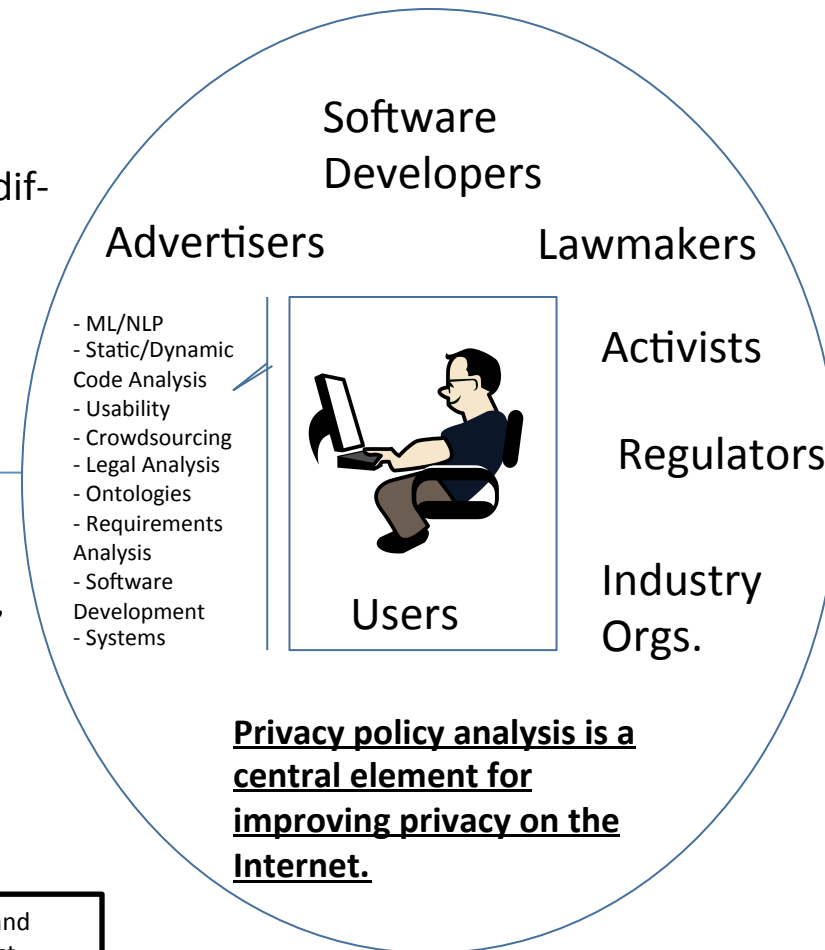 Software
Developers
dif-
Advertisers
Lawmakers
- ML/NLP
- Static/Dynamic
Code Analysis
- Usability
- Crowdsourcing
- Legal Analysis
- Ontologies
- Requirements
Analysis
- Software
Development
- Systems
Users
Activists
Regulators
Industry
Orgs.
,
Privacy policy analysis is a
central element for
improving privacy on the
Internet.
and